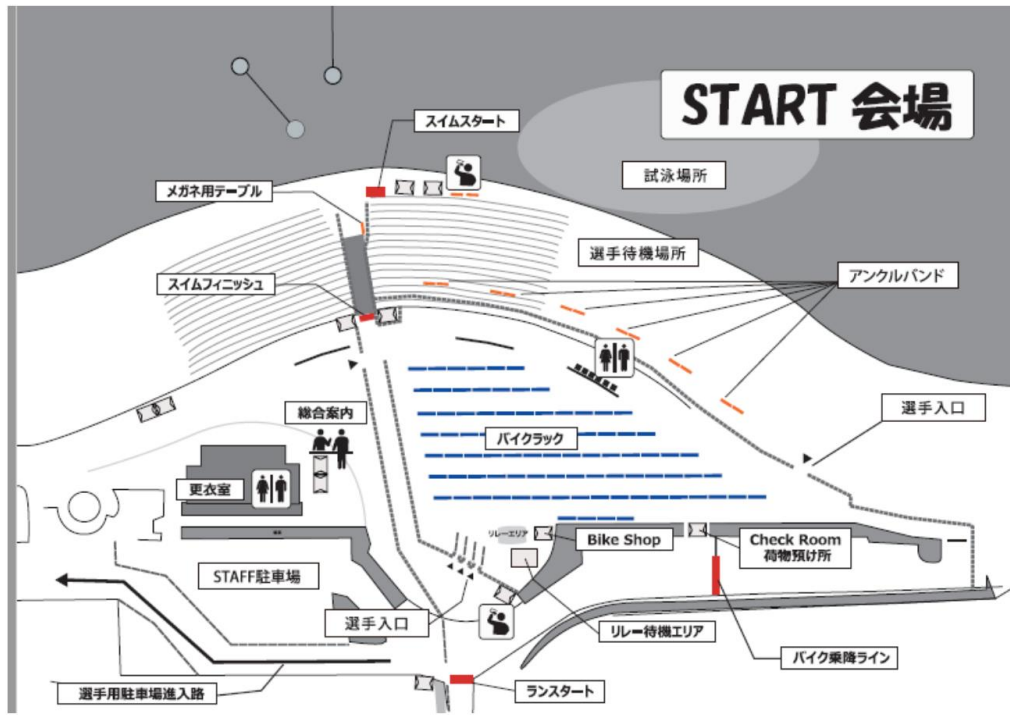 START 会場
スイムスタート
試泳場所
メガネ用テーブル
選手待機場所
アンクルバンド
スイムフィニッシュ
選手入口
総合案内
バイクラック
更衣室
リレーエリア
Bike Shop
Check Room
荷物預け所
STAFF駐車場
選手入口
リレー待機エリア
バイク乗降ライン
選手用駐車場進入路
ランスタート